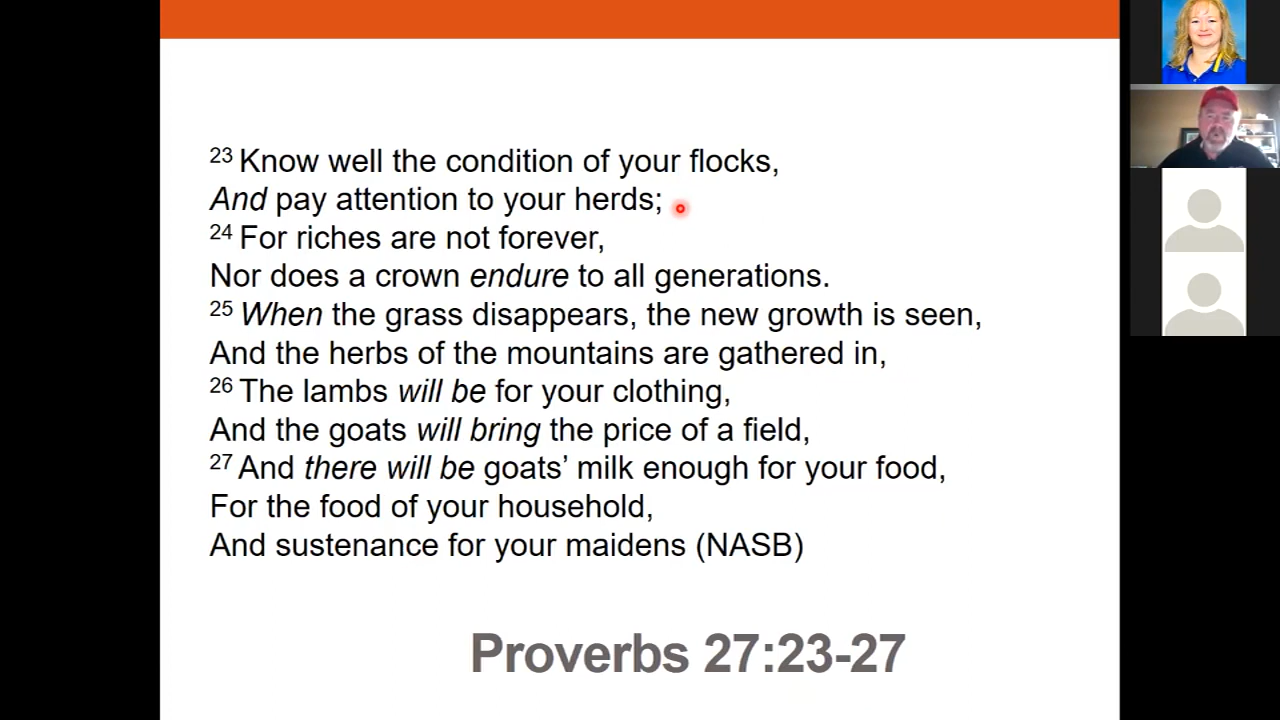 23 Know well the condition of your flocks,
And pay attention to your herds;
24 For riches are not forever,
Nor does a crown endure to all generations.
25 When the grass disappears, the new growth is seen,
And the herbs of the mountains are gathered in,
26 The lambs will be for your clothing,
And the goats will bring the price of a field,
27 And there will be goats’ milk enough for your food,
For the food of your household,
And sustenance for your maidens (NASB)
Proverbs 27:23-27